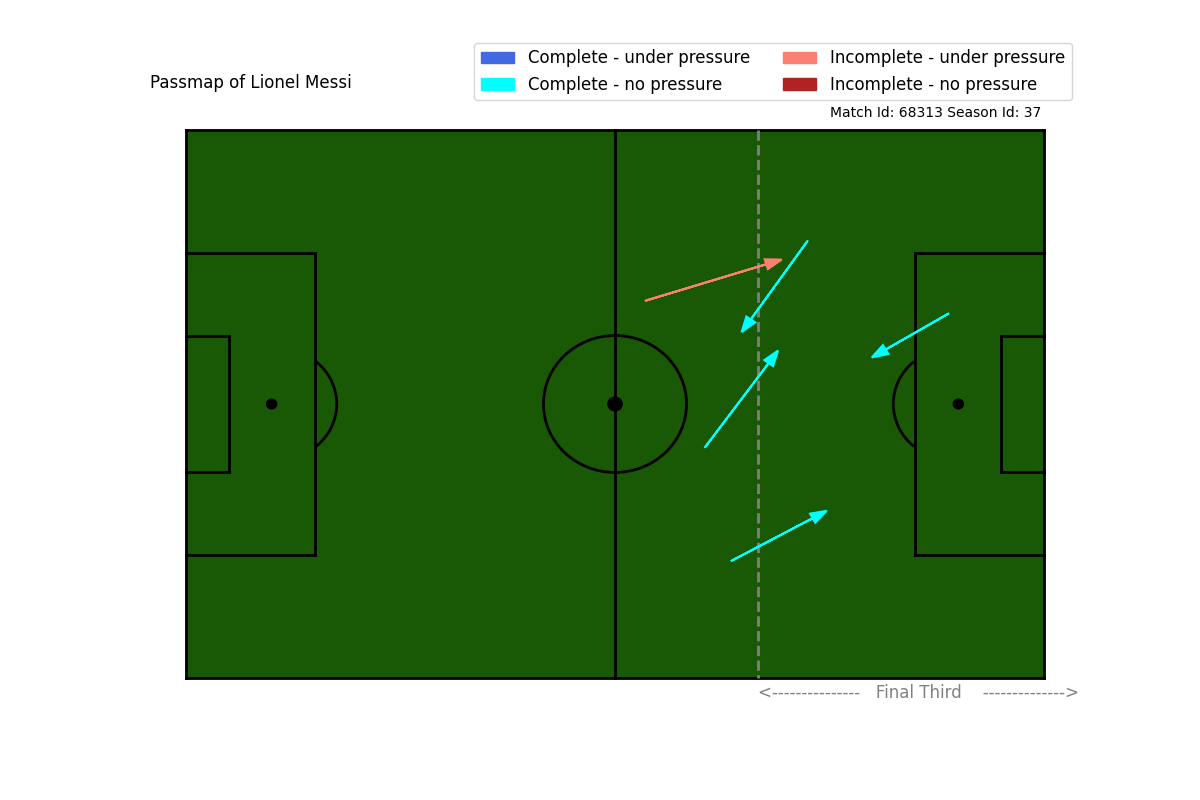 Passmap of Lionel Messi
Complete - under pressure
Complete - no pressure
Incomplete - under pressure
Incomplete - no pressure
Match Id: 68313 Season Id: 37
<--------------- Final Third -------------->